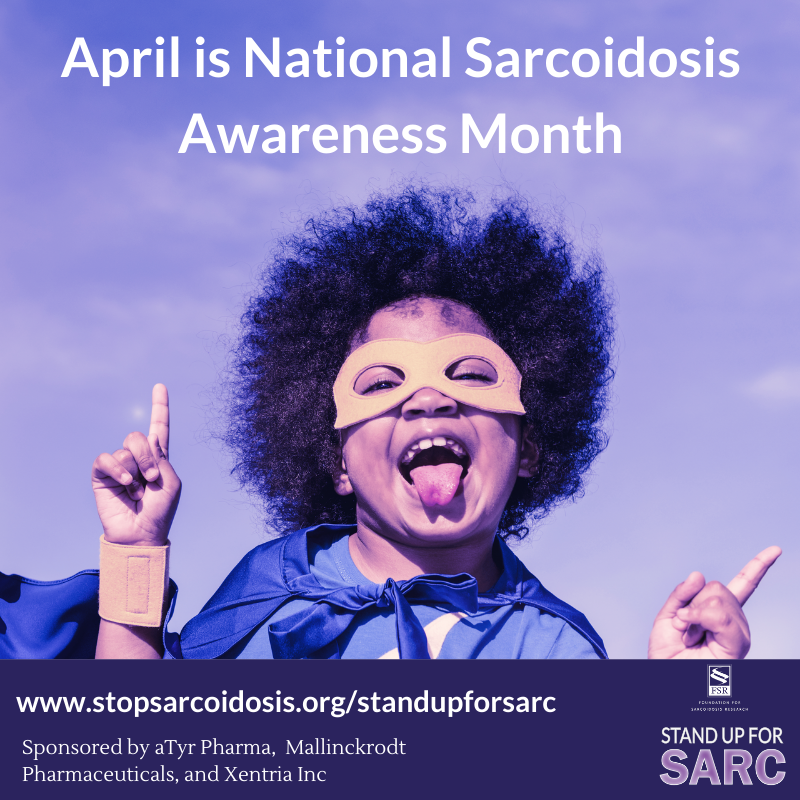 April is National Sarcoidosis
Awareness Month
www.stopsarcoidosis.org/standupforsarc
FSR
FOUNDATION FOR
SARCOIDOSIS RESEARCH
Sponsored by aTyr Pharma, Mallinckrodt
Pharmaceuticals, and Xentria Inc
STAND UP FOR
SARC